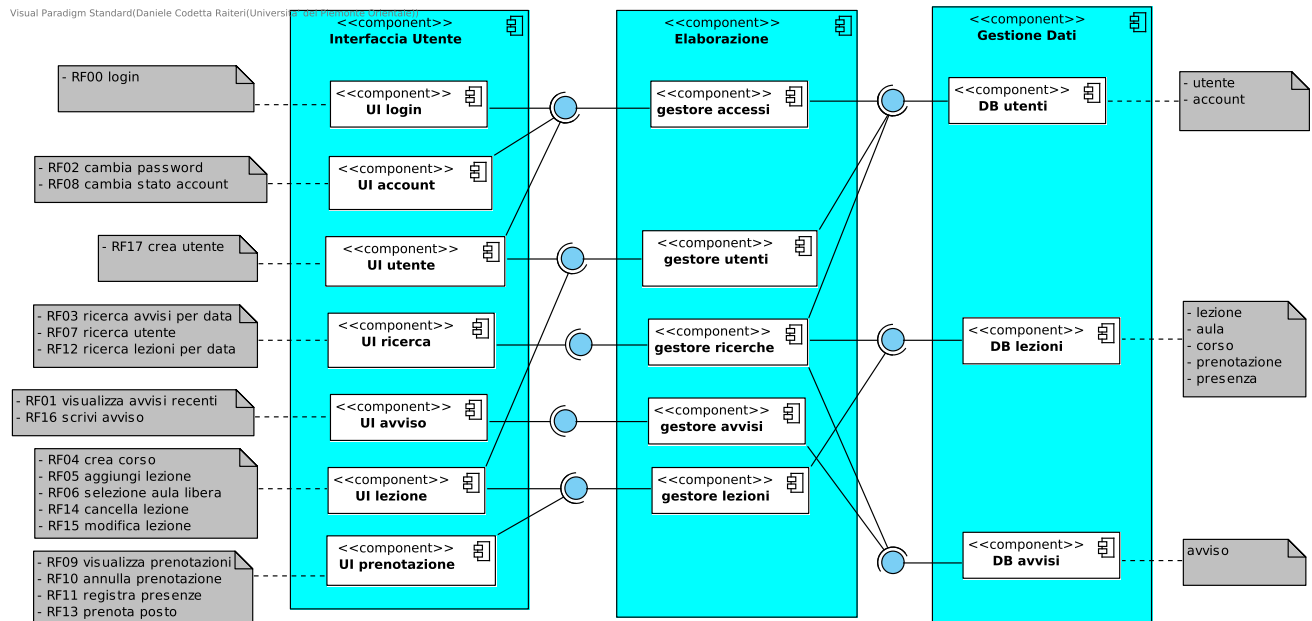 Visual Paradigm Standard(Daniele Codetta Raiteri(Universita' del Piemonte Orientale))
<<component>>
Interfaccia Utente
<<component>>
Elaborazione
<<component>>
Gestione Dati
- RF00 login
<<component>>
UI login
<<component>>
gestore accessi
<<component>>
DB utenti
- utente
- account
- RF02 cambia password
- RF08 cambia stato account
<<component>>
UI account
- RF17 crea utente
<<component>>
UI utente
<<component>>
gestore utenti
- RF03 ricerca avvisi per data
- RF07 ricerca utente
- RF12 ricerca lezioni per data
<<component>>
UI ricerca
<<component>>
gestore ricerche
<<component>>
DB lezioni
- lezione
- aula
- corso
- prenotazione
- presenza
- RF01 visualizza avvisi recenti
- RF16 scrivi avviso
<<component>>
UI avviso
<<component>>
gestore avvisi
- RF04 crea corso
- RF05 aggiungi lezione
- RF06 selezione aula libera
- RF14 cancella lezione
- RF15 modifica lezione
<<component>>
UI lezione
<<component>>
gestore lezioni
- RF09 visualizza prenotazioni
- RF10 annulla prenotazione
- RF11 registra presenze
- RF13 prenota posto
<<component>>
UI prenotazione
<<component>>
DB avvisi
avviso